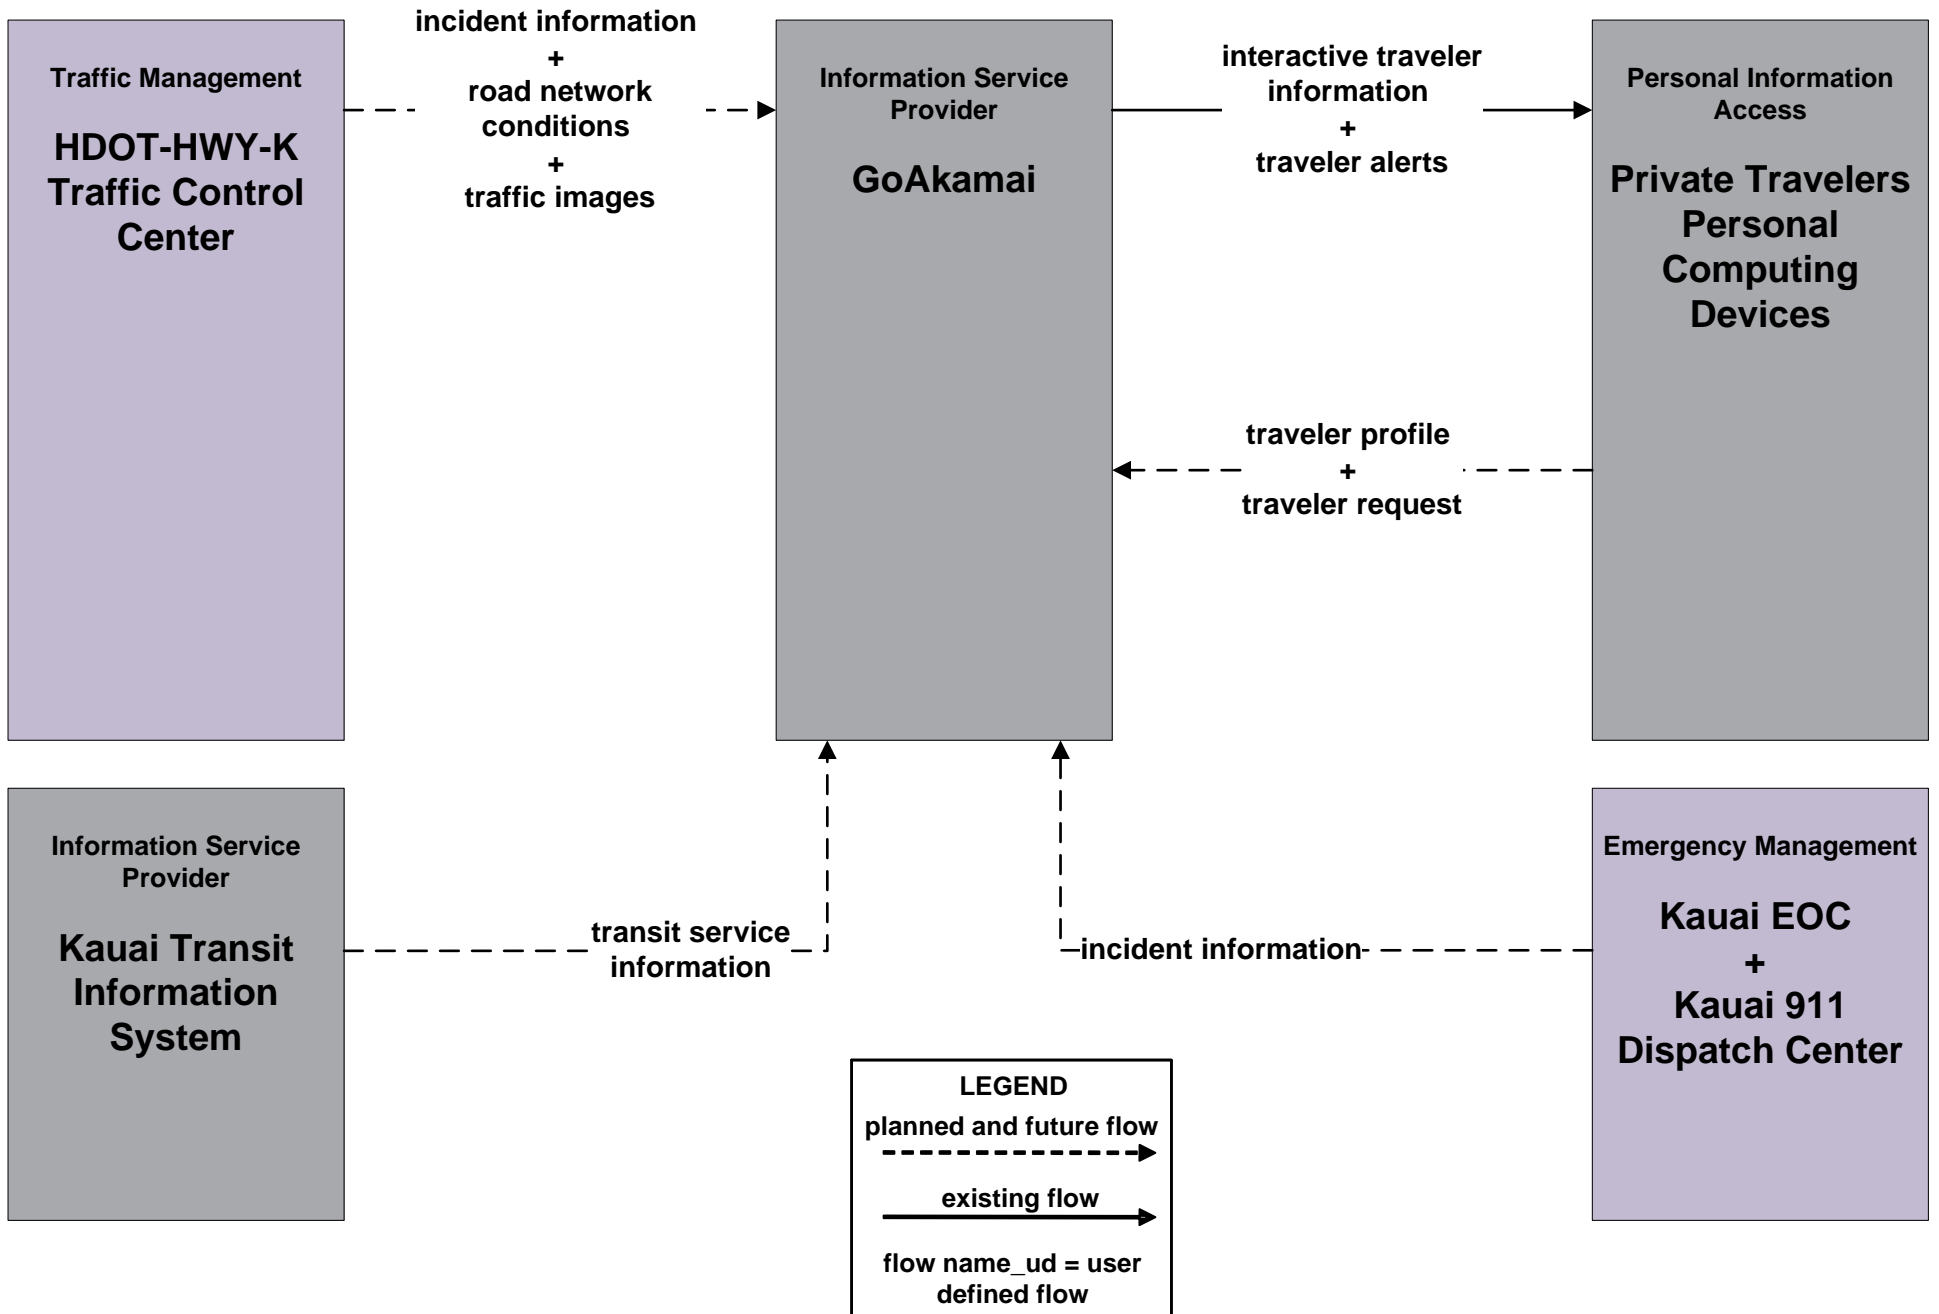 Traffic Management
HDOT-HWY-K
Traffic Control
Center
incident information
+
road network
conditions
+
traffic images
Information Service
Provider
GoAkamai
interactive traveler
information
+
traveler alerts
Personal Information
Access
Private Travelers
Personal
Computing
Devices
traveler profile
+
traveler request
Information Service
Provider
Kauai Transit
Information
System
transit service
information
incident information
Emergency Management
Kauai EOC
+
Kauai 911
Dispatch Center
LEGEND
planned and future flow
existing flow
flow name_ud = user
defined flow